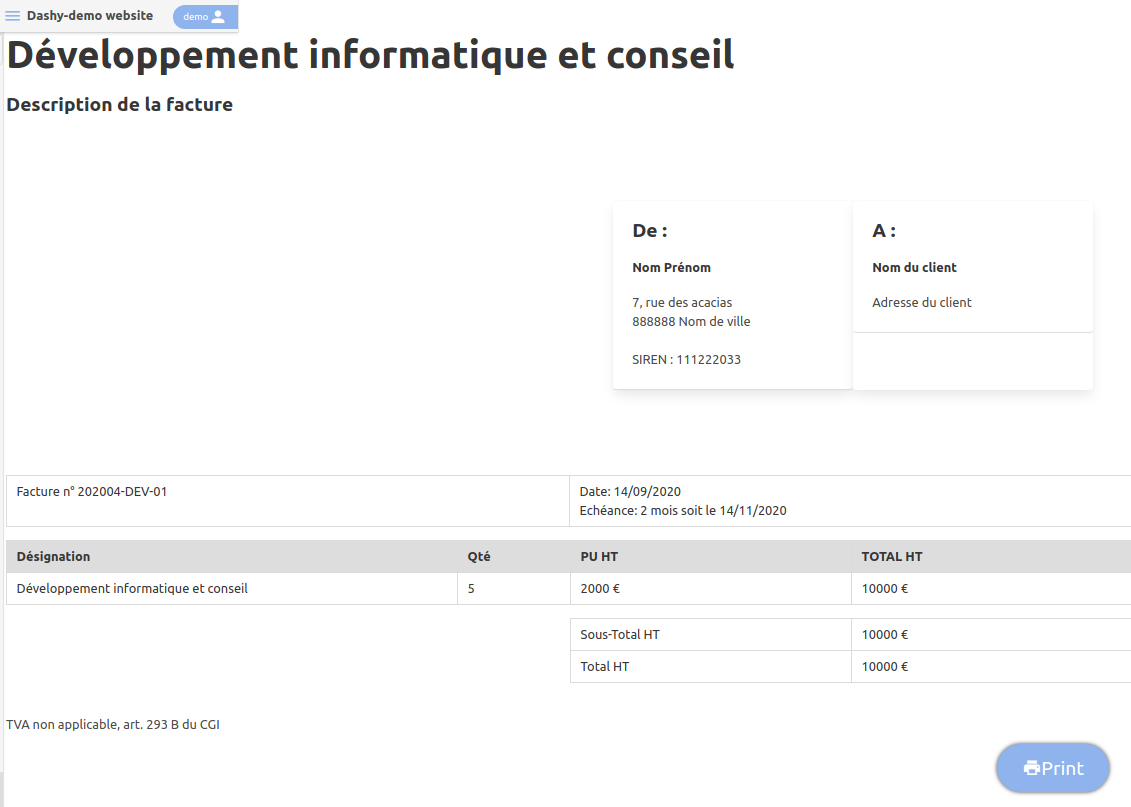 Dashy-demo website
demo
Développement informatique et conseil
Description de la facture
De :
Nom Prénom
7, rue des acacias
888888 Nom de ville
SIREN : 111222033
A :
Nom du client
Adresse du client
Facture n° 202004-DEV-01
Date: 14/09/2020
Echéance: 2 mois soit le 14/11/2020
Désignation Qté PU HT TOTAL HT
Développement informatique et conseil 5 2000 € 10000 €
Sous-Total HT 10000 €
Total HT 10000 €
TVA non applicable, art. 293 B du CGI
Print